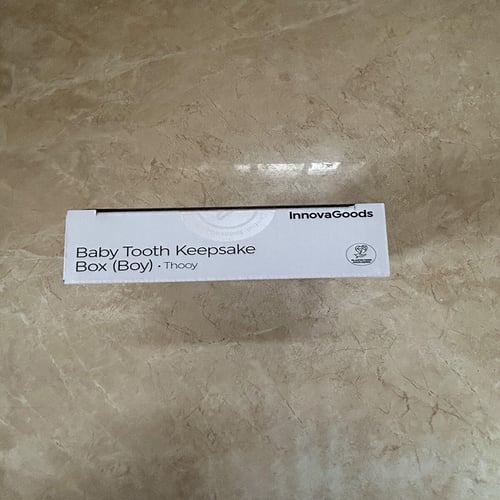 InnovaGoods
Baby Tooth Keepsake
Box (Boy) · Thooy